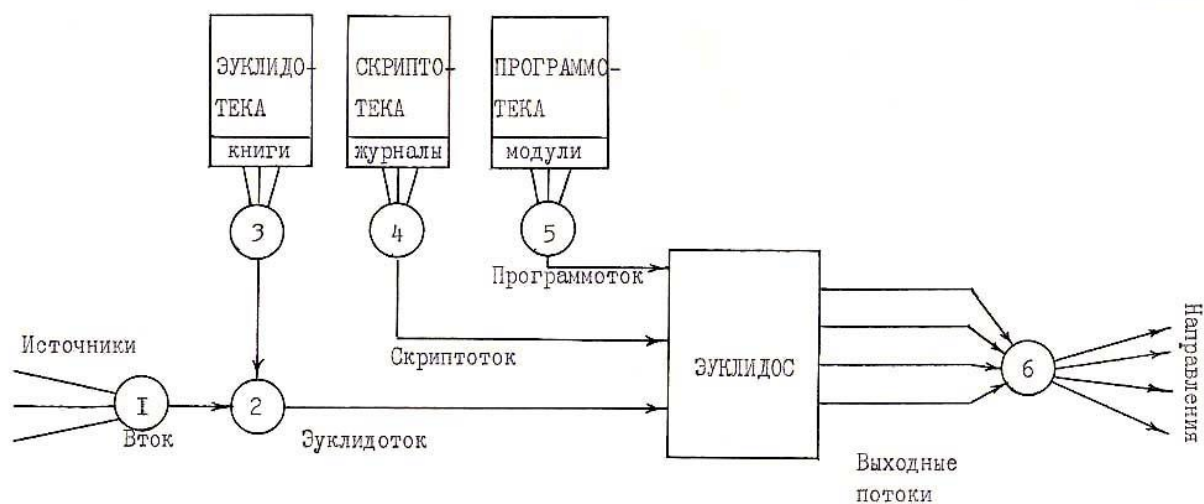 ЭУКЛИДО-
ТЕКА
книги
СКРИПТО-
ТЕКА
журналы
ПРОГРАММО-
ТЕКА
модули
3
4
5
Программоток
Источники
Скриптоток
ЭУКЛИДОС
6
Направления
I
2
Вток
Эуклидоток
Выходные
потоки